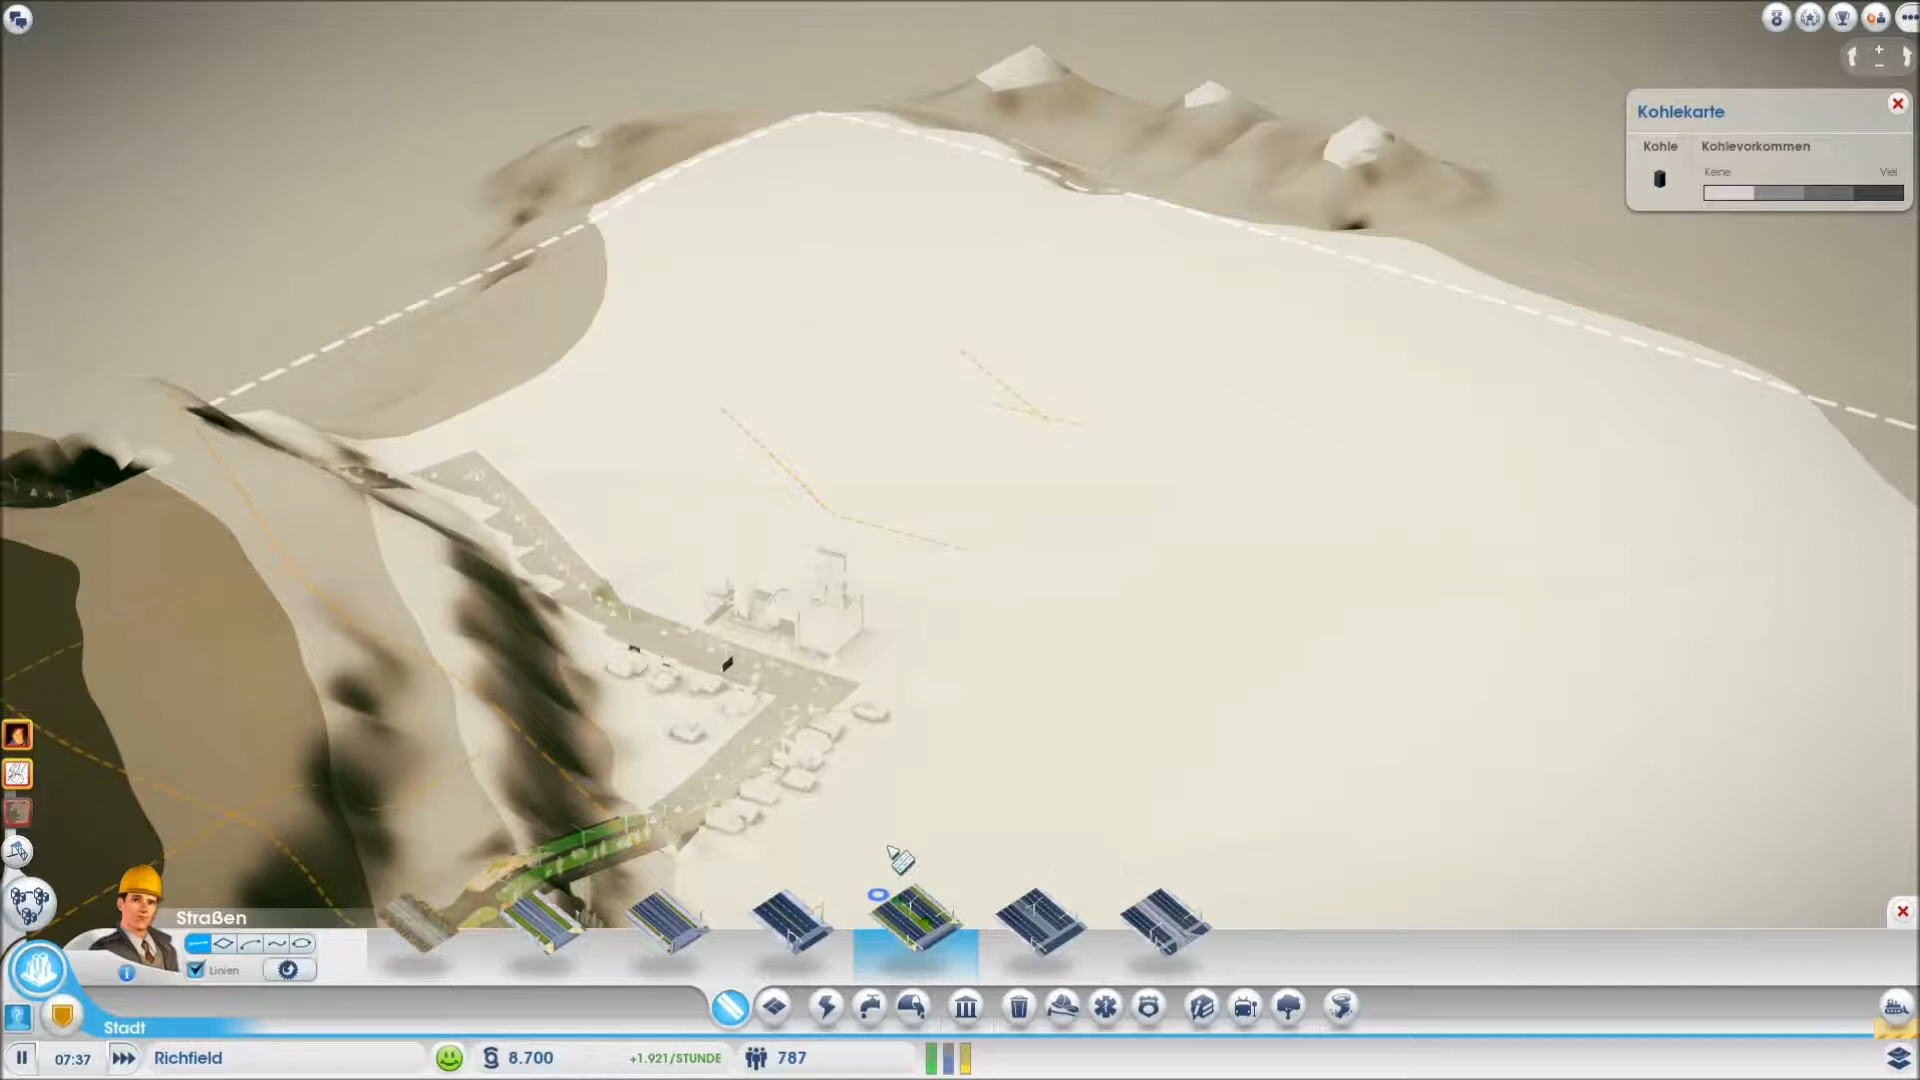 Kohlekarte
Kohle Kohlevorkommen
Keine Viel
Straßen
Linien
Stadt
07:37 Richfield 8.700 +1.921/STUNDE 787